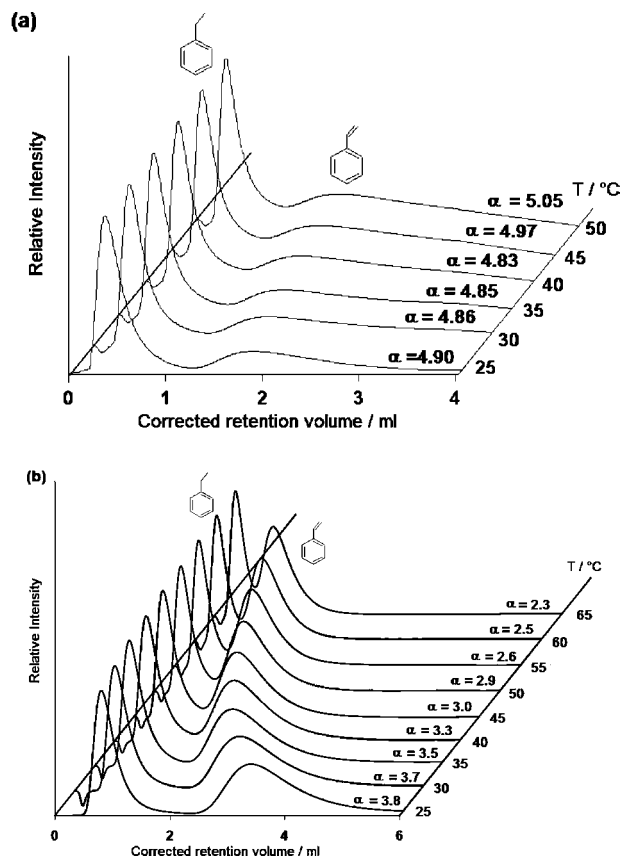 (a)
Relative Intensity
T / °C
α = 5.05
50
α = 4.97
45
α = 4.83
40
α = 4.85
35
α = 4.86
30
α =4.90
25
0 1 2 3 4
Corrected retention volume / ml
(b)
Relative Intensity
T / °C
α = 2.3
65
α = 2.5
60
α = 2.6
55
α = 2.9
50
α = 3.0
45
α = 3.3
40
α = 3.5
35
α = 3.7
30
α = 3.8
25
0 2 4 6
Corrected retention volume / ml